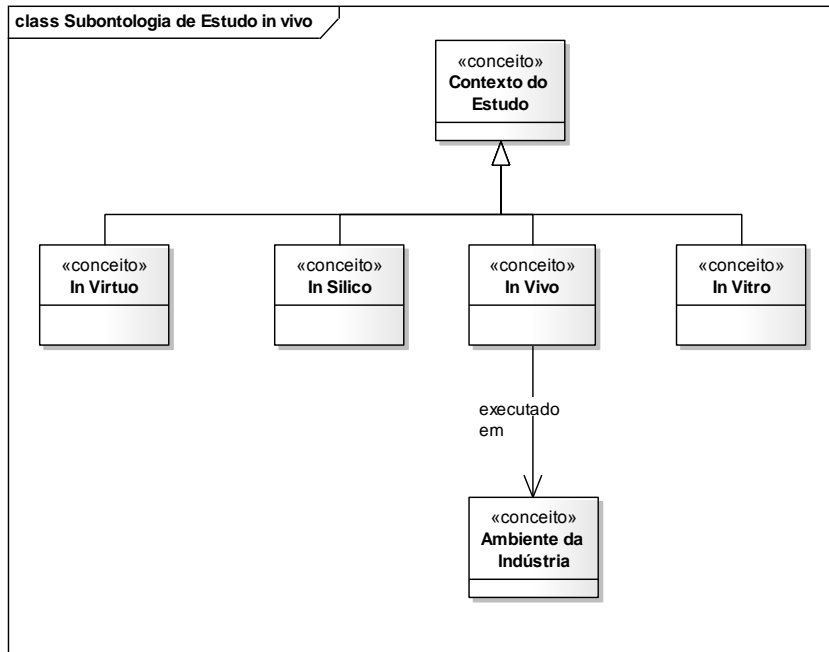 class Subontologia de Estudo in vivo
«conceito»
Contexto do
Estudo
«conceito»
In Virtuo
«conceito»
In Silico
«conceito»
In Vivo
«conceito»
In Vitro
executado
em
«conceito»
Ambiente da
Indústria